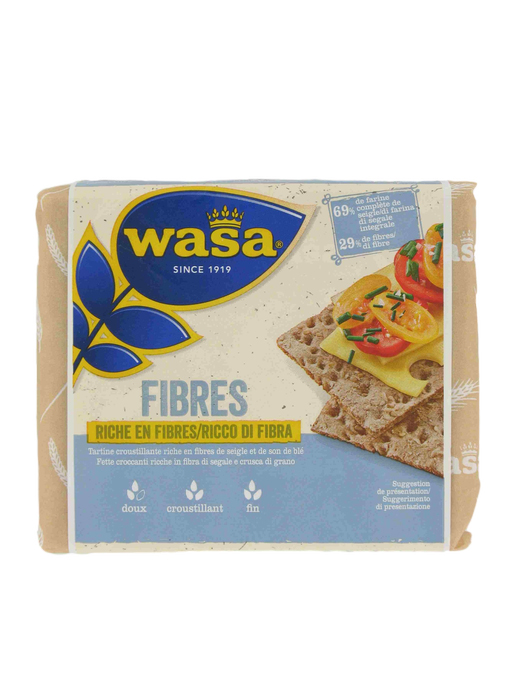 wasa®
SINCE 1919
69% de farine
complète de
seigle/di farina
di segale
integrale
29% de fibres/
di fibre
FIBRES
RICHE EN FIBRES/RICCO DI FIBRA
Tartine croustillante riche en fibres de seigle et de son de blé
Fette croccanti ricche in fibra di segale e crusca di grano
doux
croustillant
fin
Suggestion
de présentation/
Suggerimento
di presentazione